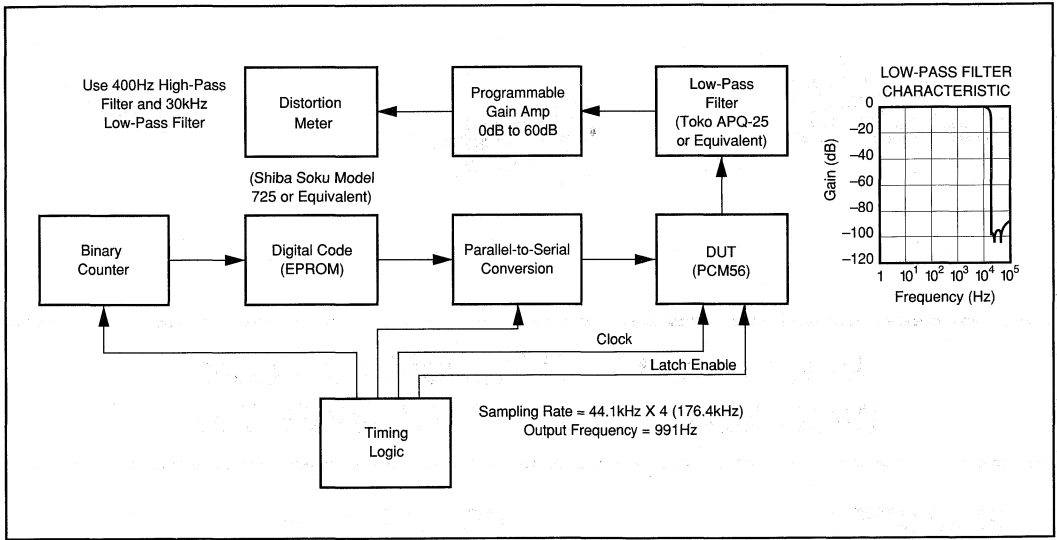 Use 400Hz High-Pass
Filter and 30kHz
Low-Pass Filter
Distortion
Meter
(Shiba Soku Model
725 or Equivalent)
Programmable
Gain Amp
0dB to 60dB
Low-Pass
Filter
(Toko APQ-25
or Equivalent)
LOW-PASS FILTER
CHARACTERISTIC
Gain (dB)
0
–20
–40
–60
–80
–100
–120
1 10¹ 10² 10³ 10⁴ 10⁵
Frequency (Hz)
Binary
Counter
Digital Code
(EPROM)
Parallel-to-Serial
Conversion
DUT
(PCM56)
Clock
Latch Enable
Timing
Logic
Sampling Rate = 44.1kHz X 4 (176.4kHz)
Output Frequency = 991Hz